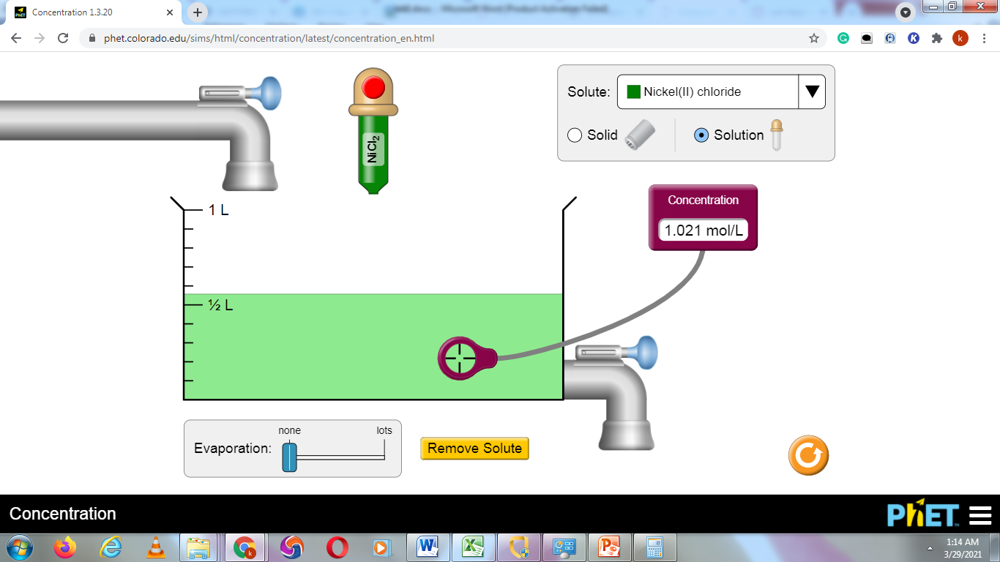 Concentration 1.3.20
phet.colorado.edu/sims/html/concentration/latest/concentration_en.html
k
NiCl₂
Solute:
Nickel(II) chloride
Solid
Solution
Concentration
1.021 mol/L
1 L
½ L
none
lots
Evaporation:
Remove Solute
Concentration
PhET
1:14 AM
3/29/2021